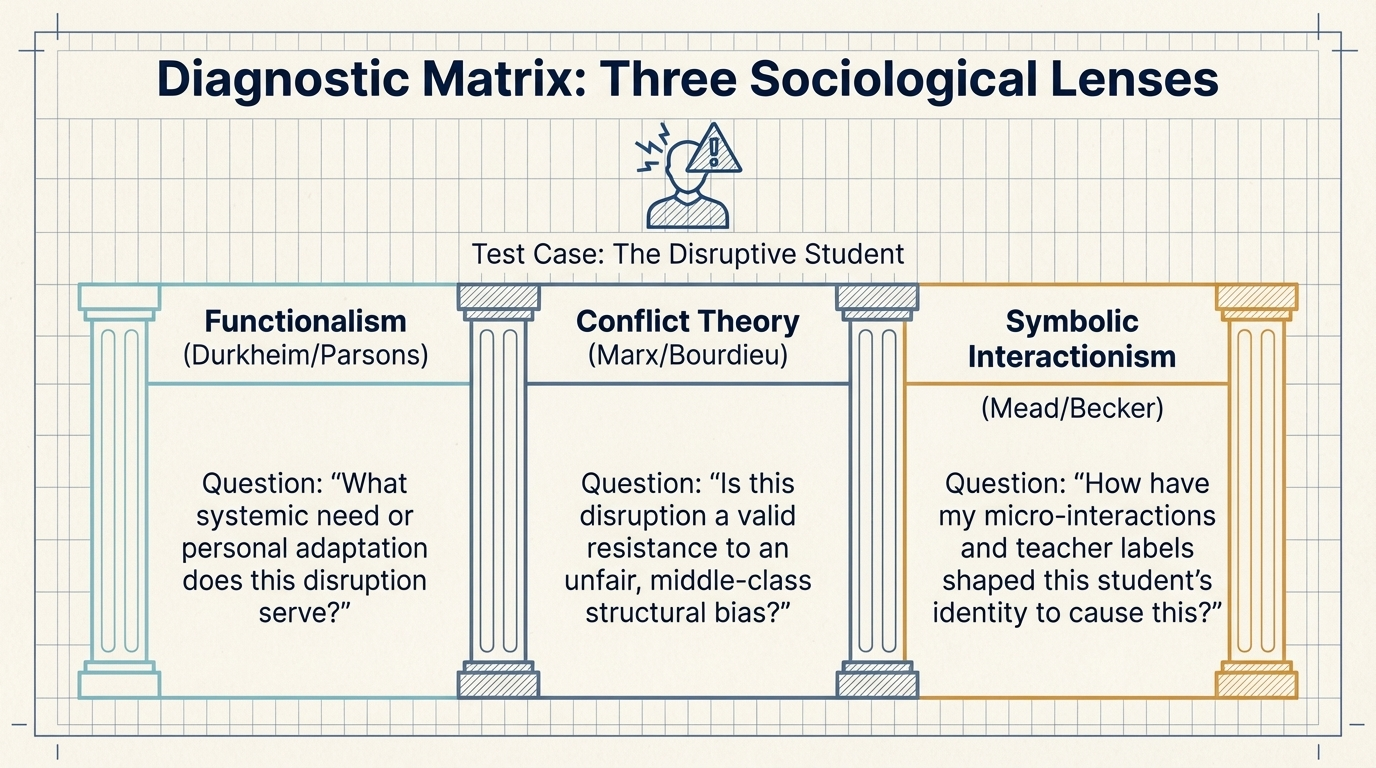 Diagnostic Matrix: Three Sociological Lenses
Test Case: The Disruptive Student
Functionalism
(Durkheim/Parsons)
Question: “What
systemic need or
personal adaptation
does this disruption
serve?”
Conflict Theory
(Marx/Bourdieu)
Question: “Is this
disruption a valid
resistance to an
unfair, middle-class
structural bias?”
Symbolic
Interactionism
(Mead/Becker)
Question: “How have
my micro-interactions
and teacher labels
shaped this student’s
identity to cause this?”